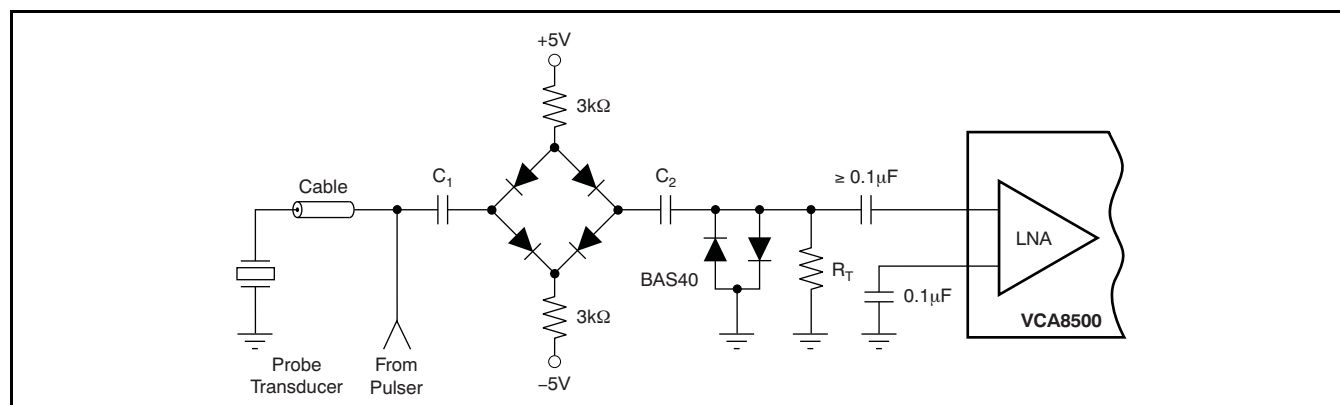 +5V
3kΩ
Cable
C1
C2
≥ 0.1μF
LNA
BAS40
RT
0.1μF
VCA8500
3kΩ
−5V
Probe
Transducer
From
Pulser